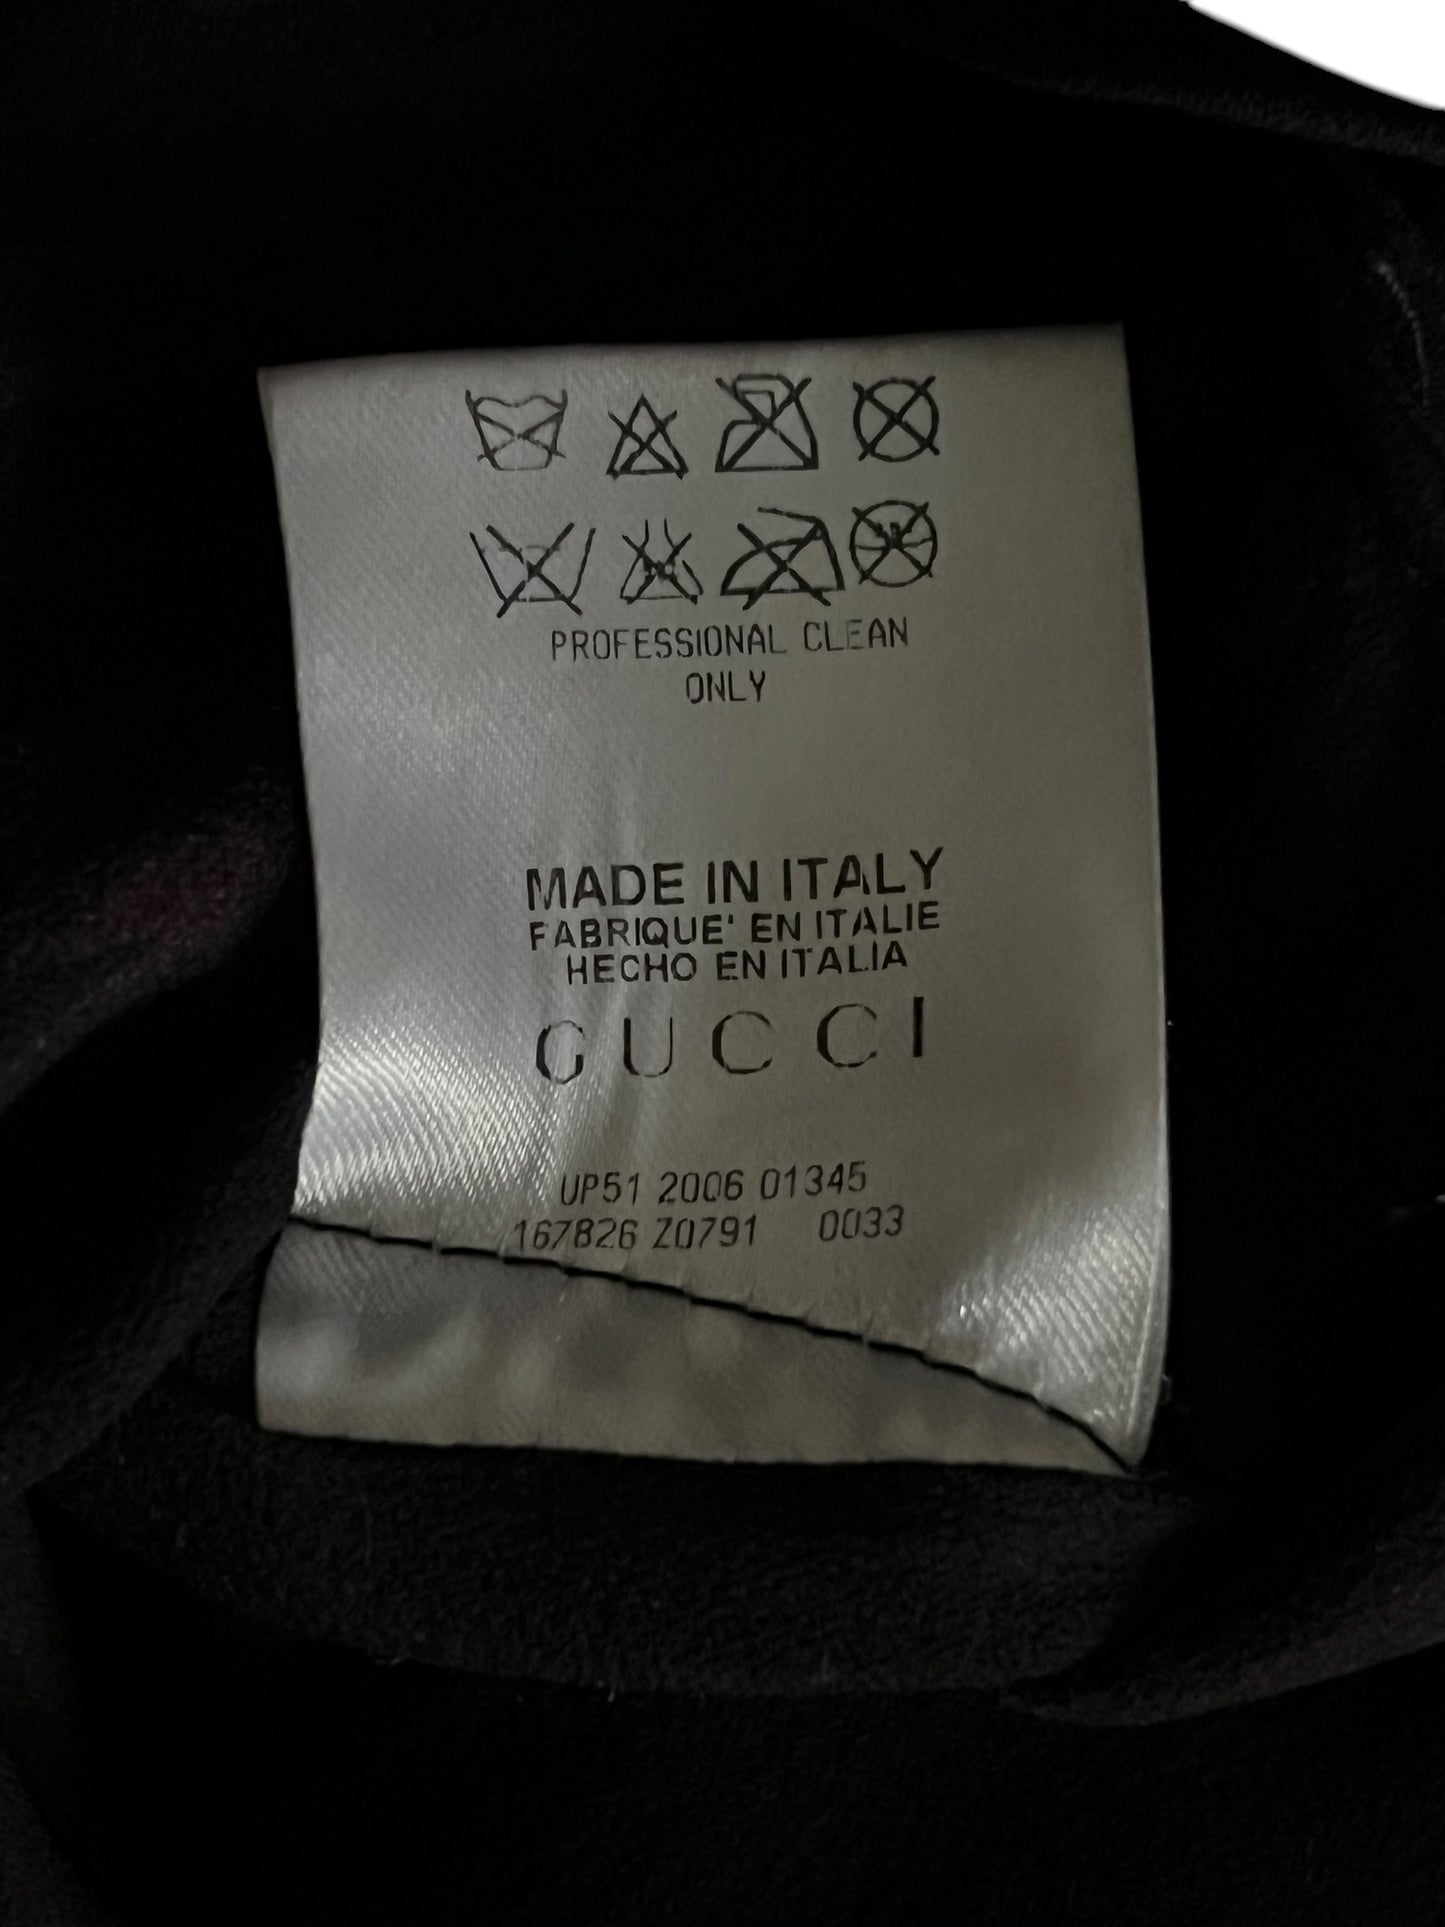 PROFESSIONAL CLEAN
ONLY
MADE IN ITALY
FABRIQUE' EN ITALIE
HECHO EN ITALIA
GUCCI
UP51 2006 01345
167826 Z0791 0033